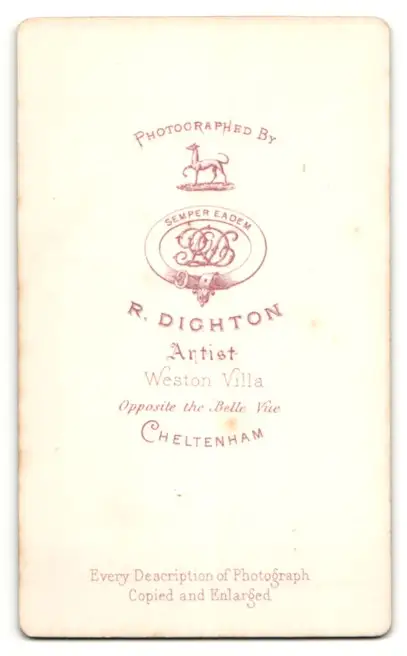 PHOTOGRAPHED BY
SEMPER EADEM
RD
R. DIGHTON
Artist
Weston Villa
Opposite the Belle Vue
CHELTENHAM
Every Description of Photograph
Copied and Enlarged